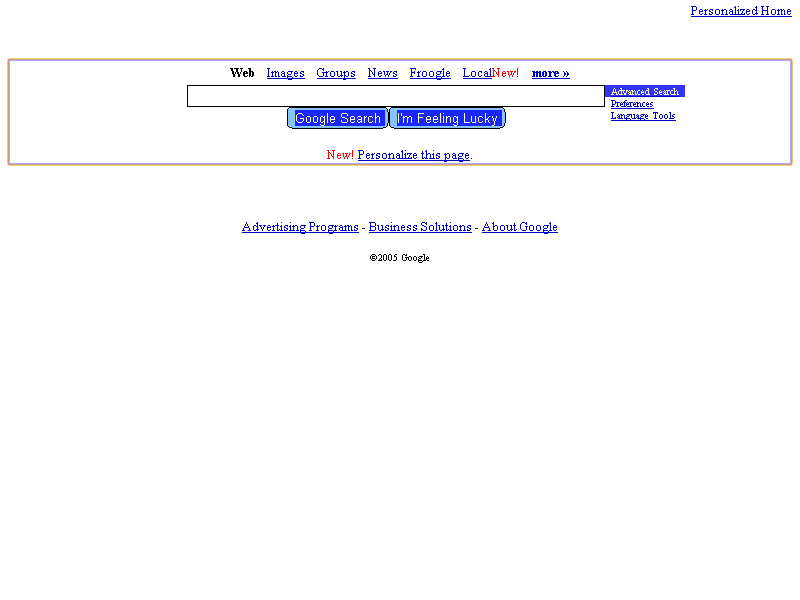 Personalized Home
Web Images Groups News Froogle LocalNew! more »
Advanced Search
Preferences
Language Tools
Google Search I'm Feeling Lucky
New! Personalize this page.
Advertising Programs - Business Solutions - About Google
©2005 Google